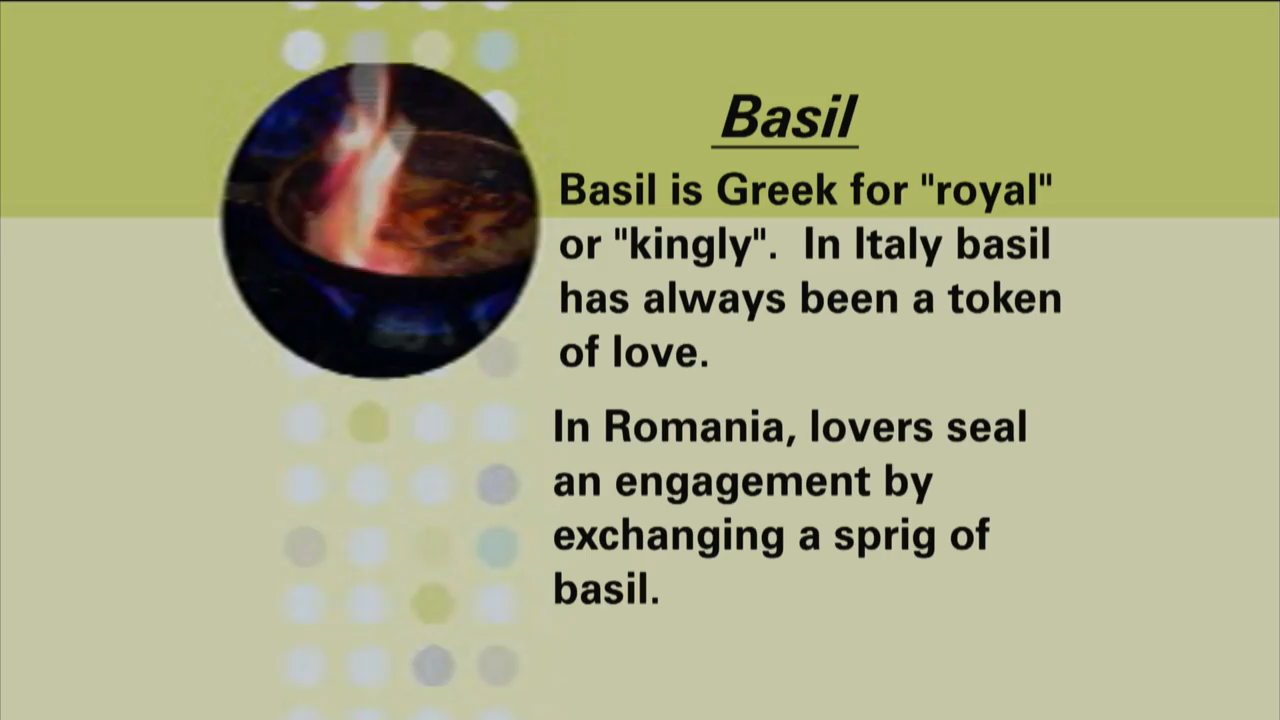 Basil
Basil is Greek for "royal"
or "kingly".  In Italy basil
has always been a token
of love.
In Romania, lovers seal
an engagement by
exchanging a sprig of
basil.